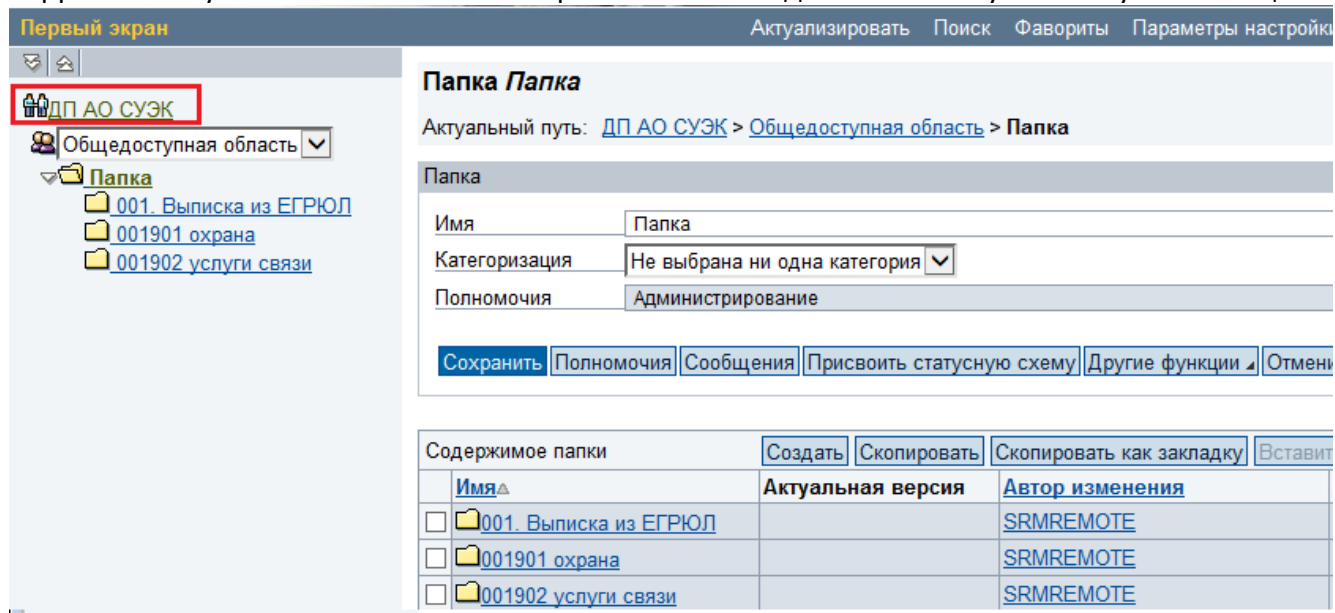 Первый экран
Актуализировать Поиск Фавориты Параметры настройки
ДП АО СУЭК
Общедоступная область
Папка
001. Выписка из ЕГРЮЛ
001901 охрана
001902 услуги связи
Папка Папка
Актуальный путь: ДП АО СУЭК > Общедоступная область > Папка
Папка
Имя Папка
Категоризация Не выбрана ни одна категория
Полномочия Администрирование
Сохранить Полномочия Сообщения Присвоить статусную схему Другие функции Отмени
Содержимое папки Создать Скопировать Скопировать как закладку Вставит
Имя Актуальная версия Автор изменения
001. Выписка из ЕГРЮЛ SRMREMOTE
001901 охрана SRMREMOTE
001902 услуги связи SRMREMOTE